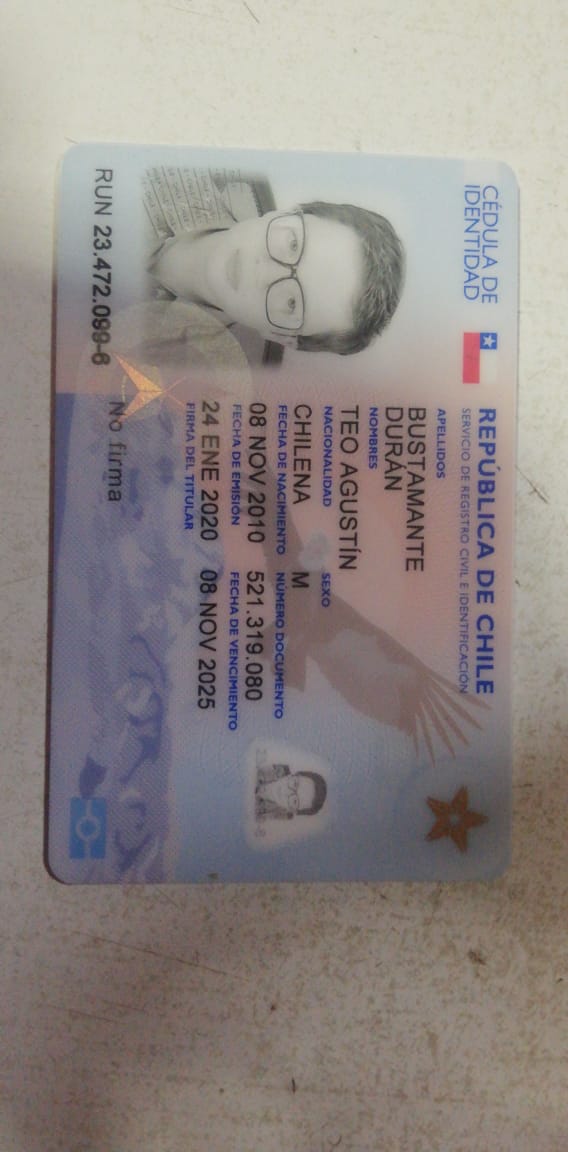 CÉDULA DE
IDENTIDAD
REPÚBLICA DE CHILE
SERVICIO DE REGISTRO CIVIL E IDENTIFICACIÓN
APELLIDOS
BUSTAMANTE
DURÁN
NOMBRES
TEO AGUSTÍN
NACIONALIDAD SEXO
CHILENA M
FECHA DE NACIMIENTO NÚMERO DOCUMENTO
08 NOV 2010 521.319.080
FECHA DE EMISIÓN FECHA DE VENCIMIENTO
24 ENE 2020 08 NOV 2025
FIRMA DEL TITULAR
No firma
RUN 23.472.099-6